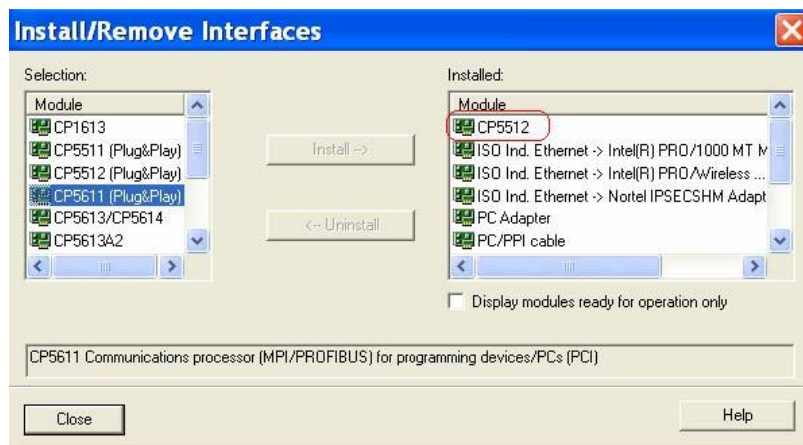 Install/Remove Interfaces
Selection:
Module
CP1613
CP5511 (Plug&Play)
CP5512 (Plug&Play)
CP5611 (Plug&Play)
CP5613/CP5614
CP5613A2
Install -->
<-- Uninstall
Installed:
Module
CP5512
ISO Ind. Ethernet -> Intel(R) PRO/1000 MT M
ISO Ind. Ethernet -> Intel(R) PRO/Wireless ...
ISO Ind. Ethernet -> Nortel IPSECSHM Adapt
PC Adapter
PC/PPI cable
Display modules ready for operation only
CP5611 Communications processor (MPI/PROFIBUS) for programming devices/PCs (PCI)
Close
Help